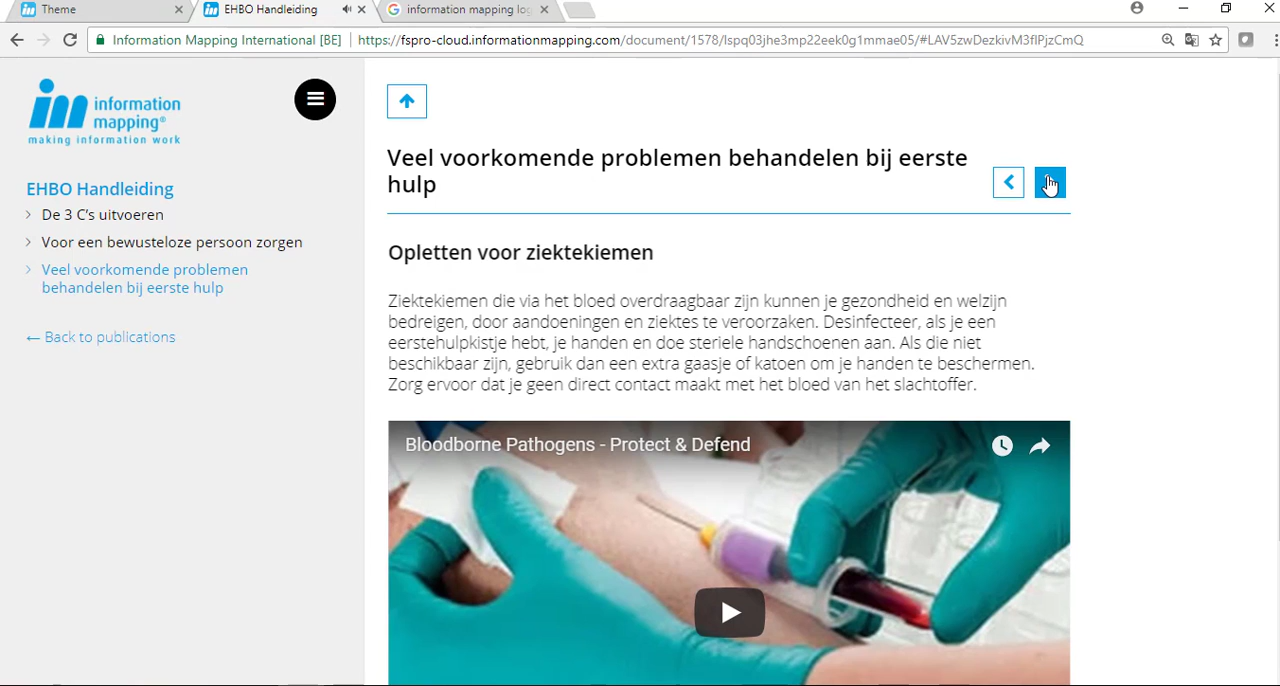 Theme
EHBO Handleiding
information mapping log
Information Mapping International [BE]
https://fspro-cloud.informationmapping.com/document/1578/lspq03jhe3mp22eek0g1mmae05/#LAV5zwDezkivM3fIPjzCmQ
im information
mapping®
making information work
EHBO Handleiding
De 3 C's uitvoeren
Voor een bewusteloze persoon zorgen
Veel voorkomende problemen
behandelen bij eerste hulp
← Back to publications
Veel voorkomende problemen behandelen bij eerste
hulp
Opletten voor ziektekiemen
Ziektekiemen die via het bloed overdraagbaar zijn kunnen je gezondheid en welzijn
bedreigen, door aandoeningen en ziektes te veroorzaken. Desinfecteer, als je een
eerstehulpkistje hebt, je handen en doe steriele handschoenen aan. Als die niet
beschikbaar zijn, gebruik dan een extra gaasje of katoen om je handen te beschermen.
Zorg ervoor dat je geen direct contact maakt met het bloed van het slachtoffer.
Bloodborne Pathogens - Protect & Defend